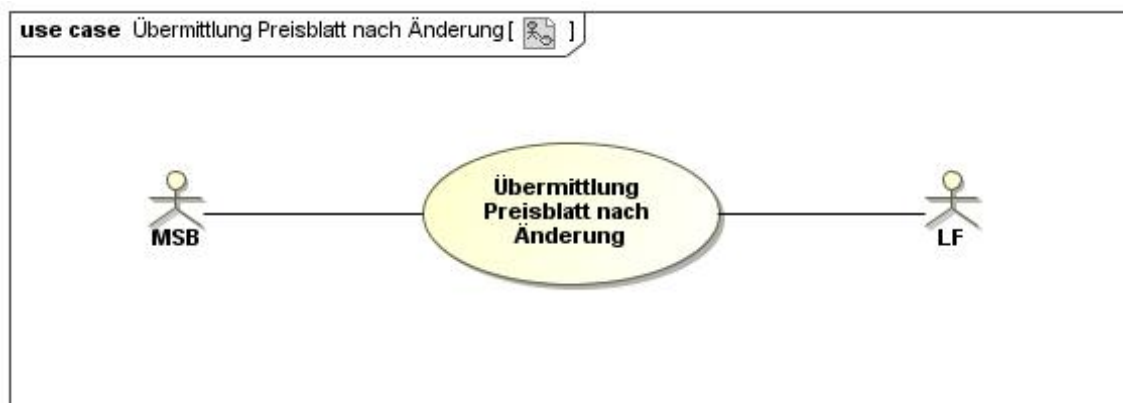 use case Übermittlung Preisblatt nach Änderung[ ]
Übermittlung
Preisblatt nach
Änderung
MSB
LF